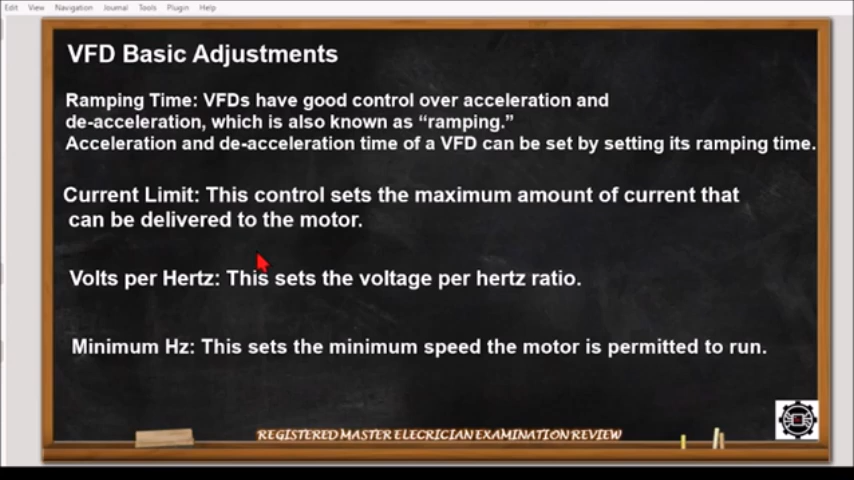 Edit View Navigation Journal Tools Plugin Help
VFD Basic Adjustments
Ramping Time: VFDs have good control over acceleration and
de-acceleration, which is also known as “ramping.”
Acceleration and de-acceleration time of a VFD can be set by setting its ramping time.
Current Limit: This control sets the maximum amount of current that
can be delivered to the motor.
Volts per Hertz: This sets the voltage per hertz ratio.
Minimum Hz: This sets the minimum speed the motor is permitted to run.
REGISTERED MASTER ELECRICIAN EXAMINATION REVIEW